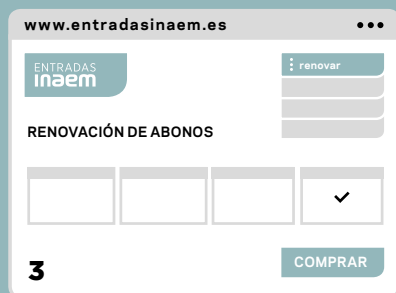 www.entradasinaem.es
ENTRADAS
inaem
renovar
RENOVACIÓN DE ABONOS
3
COMPRAR